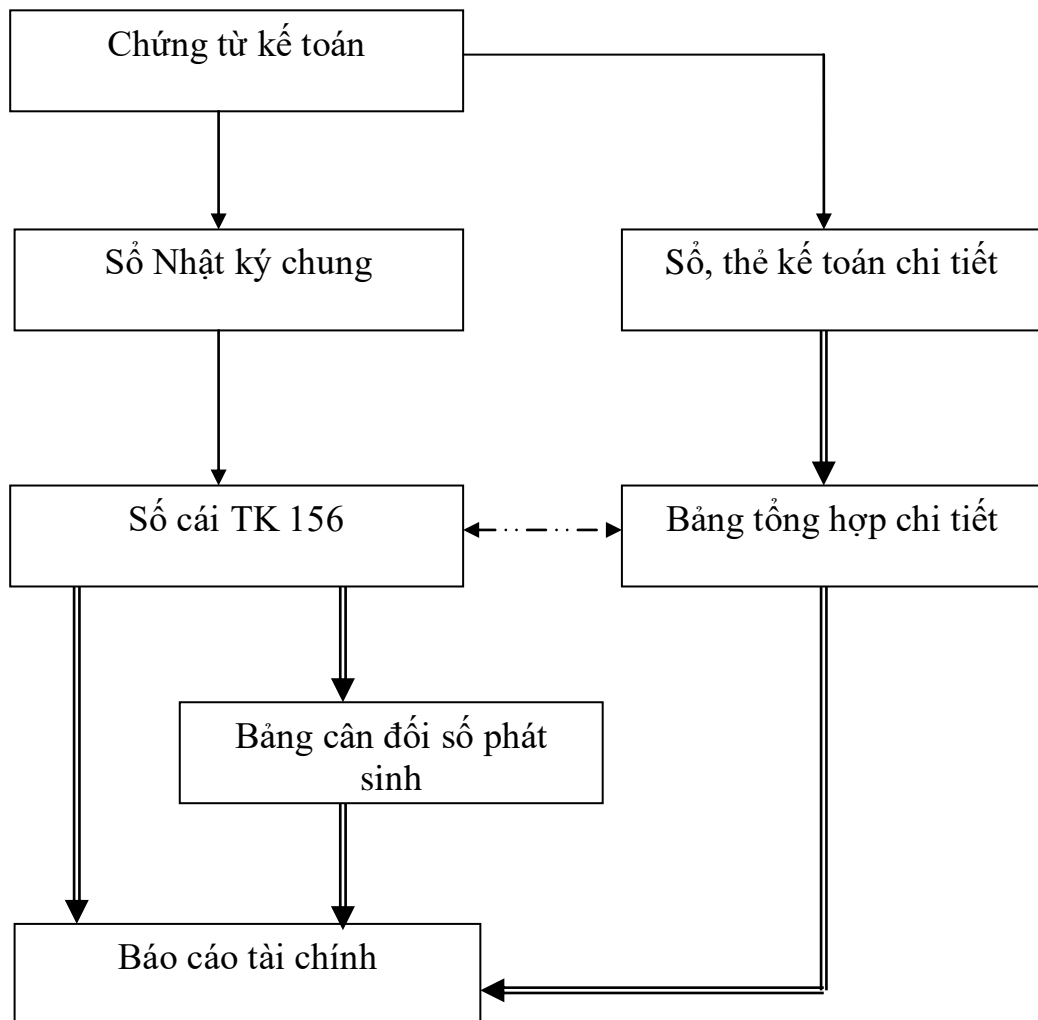 Chứng từ kế toán
Sổ Nhật ký chung
Sổ, thẻ kế toán chi tiết
Số cái TK 156
Bảng tổng hợp chi tiết
Bảng cân đối số phát
sinh
Báo cáo tài chính